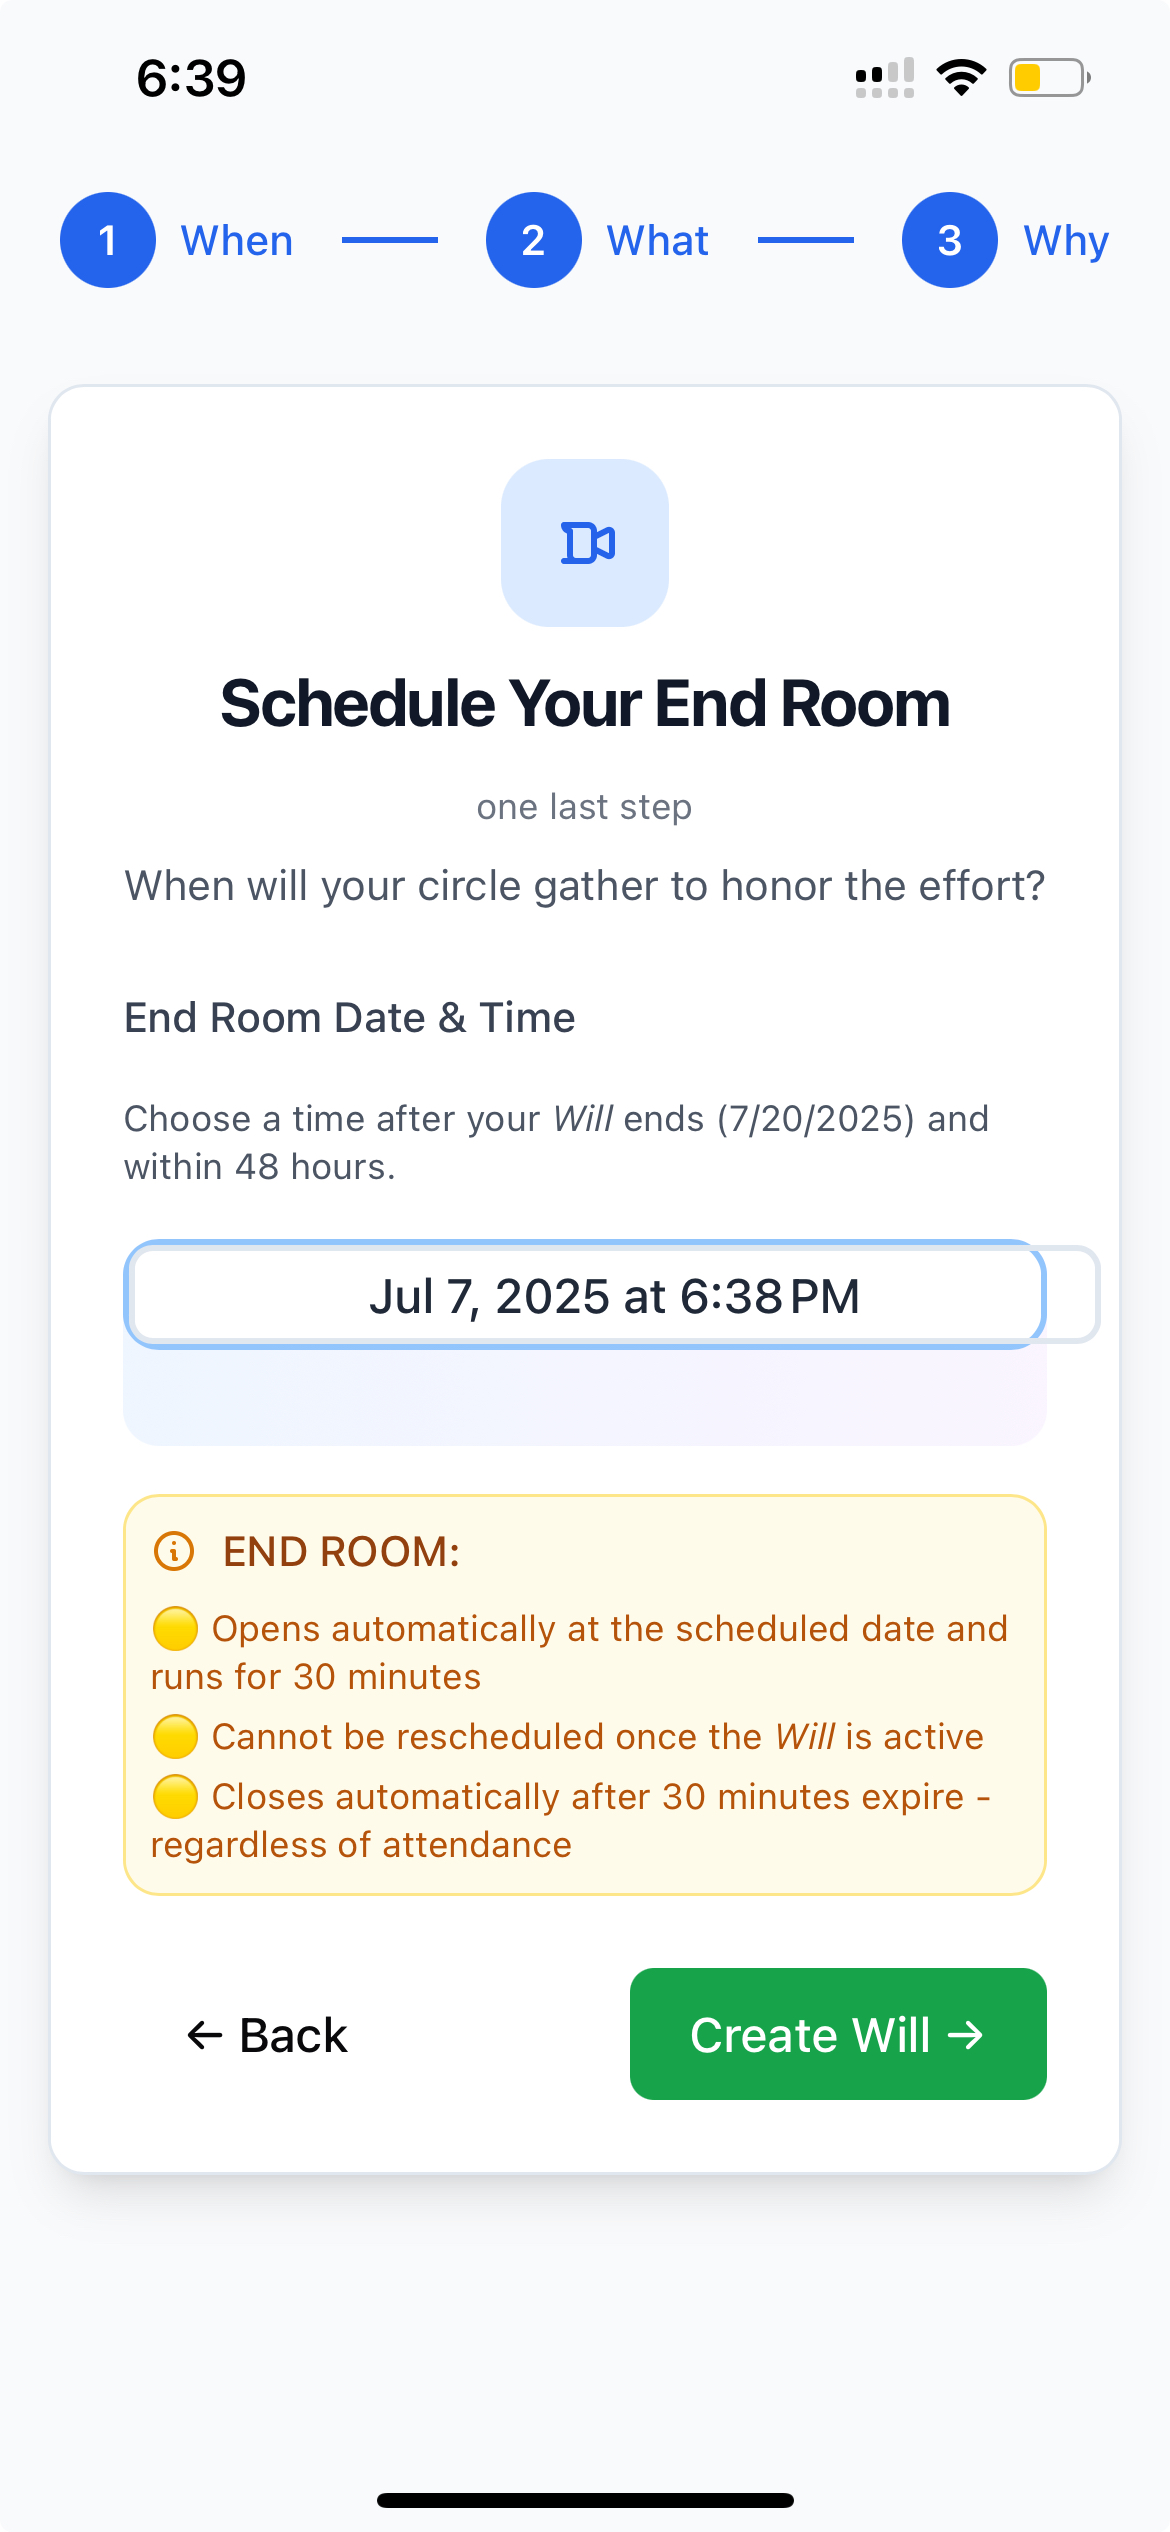 6:39
1 When 2 What 3 Why
Schedule Your End Room
one last step
When will your circle gather to honor the effort?
End Room Date & Time
Choose a time after your Will ends (7/20/2025) and
within 48 hours.
Jul 7, 2025 at 6:38 PM
END ROOM:
🟡 Opens automatically at the scheduled date and
runs for 30 minutes
🟡 Cannot be rescheduled once the Will is active
🟡 Closes automatically after 30 minutes expire -
regardless of attendance
← Back
Create Will →